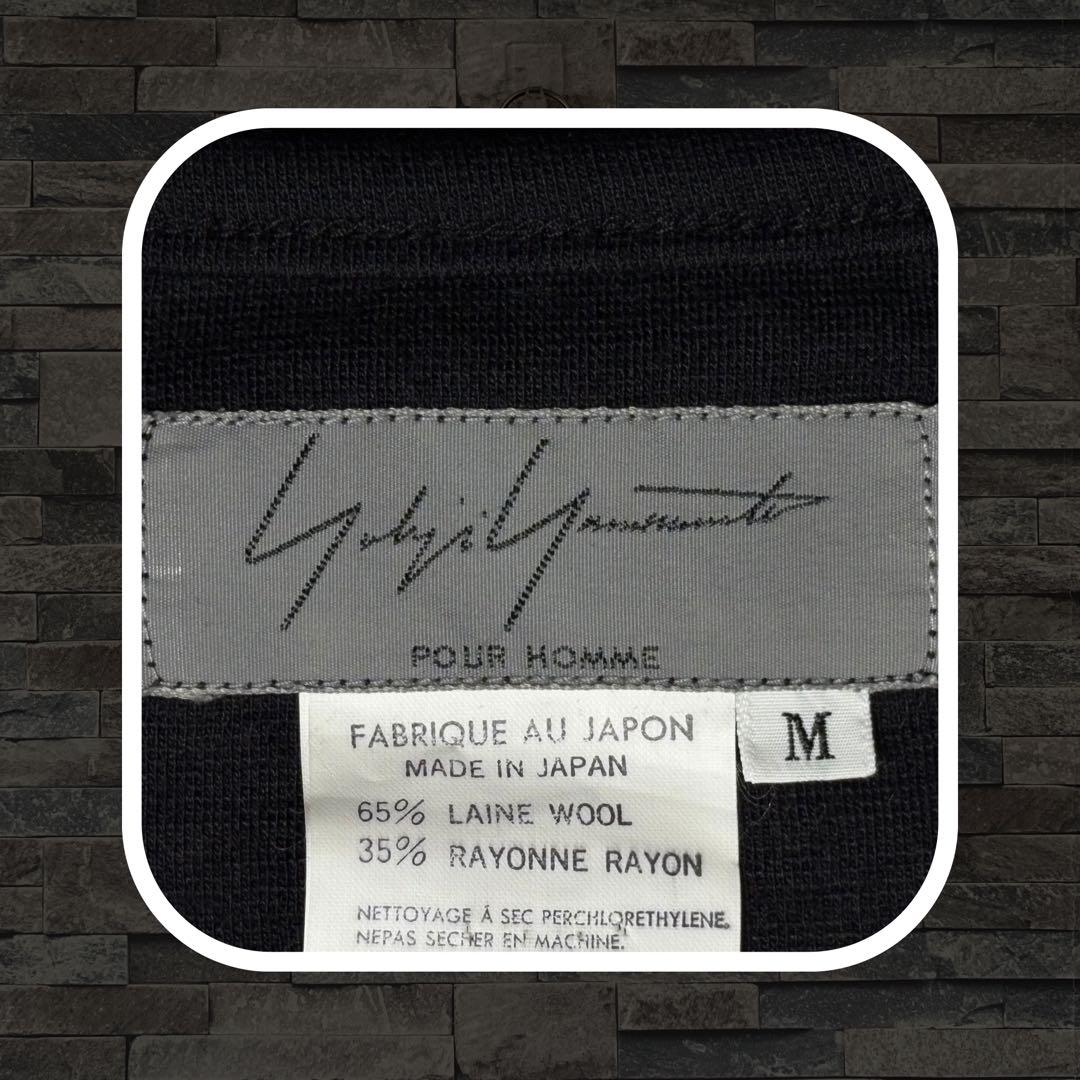 Yohji Yamamoto
POUR HOMME
FABRIQUE AU JAPON
MADE IN JAPAN
M
65% LAINE WOOL
35% RAYONNE RAYON
NETTOYAGE À SEC PERCHLORETHYLENE.
NEPAS SECHER EN MACHINE.